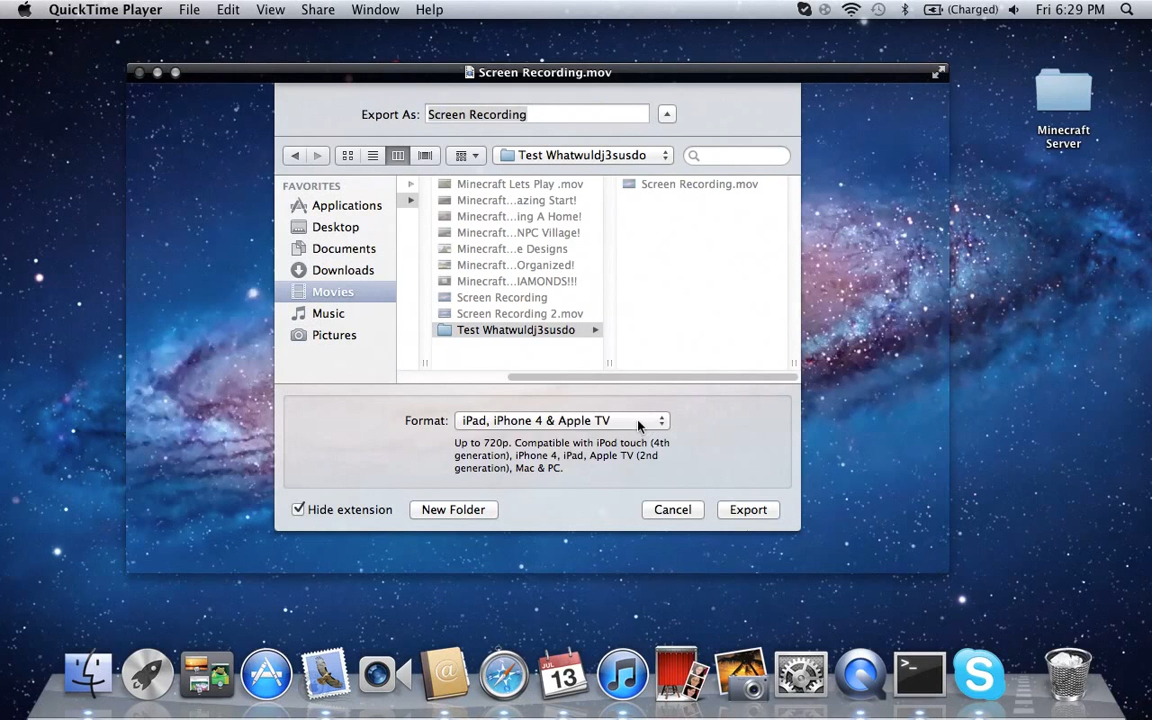 QuickTime Player File Edit View Share Window Help (Charged) Fri 6:29 PM
Screen Recording.mov
Minecraft
Server
Export As: Screen Recording
Test Whatwuldj3susdo
FAVORITES
Applications
Desktop
Documents
Downloads
Movies
Music
Pictures
Minecraft Lets Play .mov
Minecraft...azing Start!
Minecraft...ing A Home!
Minecraft...NPC Village!
Minecraft...e Designs
Minecraft...Organized!
Minecraft...IAMONDS!!!
Screen Recording
Screen Recording 2.mov
Test Whatwuldj3susdo
Screen Recording.mov
Format: iPad, iPhone 4 & Apple TV
Up to 720p. Compatible with iPod touch (4th
generation), iPhone 4, iPad, Apple TV (2nd
generation), Mac & PC.
Hide extension New Folder Cancel Export
JUL
13